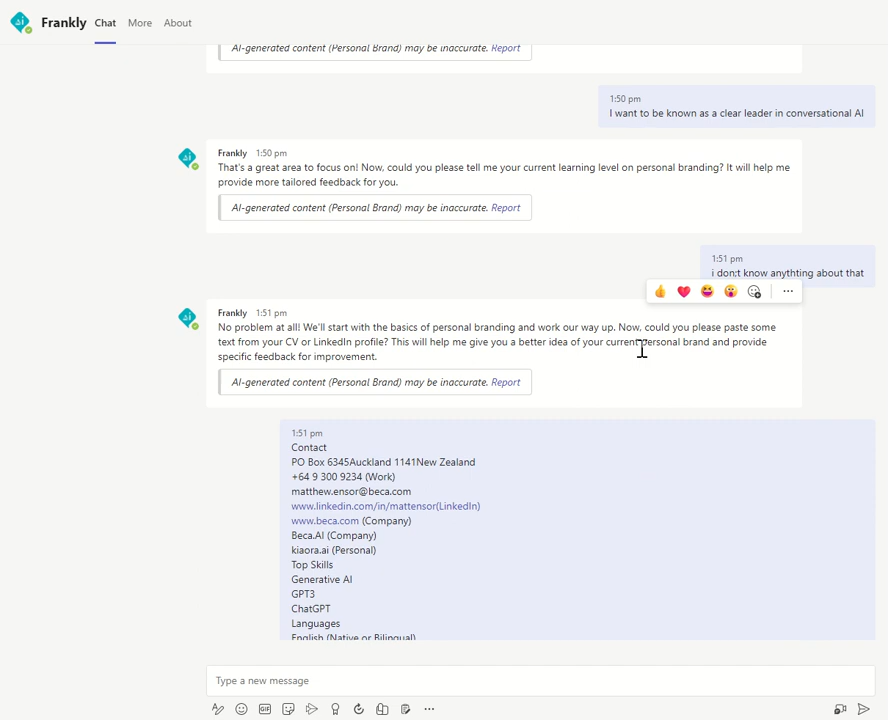 Frankly Chat More About
AI-generated content (Personal Brand) may be inaccurate. Report
1:50 pm
I want to be known as a clear leader in conversational AI
Frankly 1:50 pm
That's a great area to focus on! Now, could you please tell me your current learning level on personal branding? It will help me
provide more tailored feedback for you.
AI-generated content (Personal Brand) may be inaccurate. Report
1:51 pm
i don;t know anythting about that
Frankly 1:51 pm
No problem at all! We'll start with the basics of personal branding and work our way up. Now, could you please paste some
text from your CV or LinkedIn profile? This will help me give you a better idea of your current personal brand and provide
specific feedback for improvement.
AI-generated content (Personal Brand) may be inaccurate. Report
1:51 pm
Contact
PO Box 6345Auckland 1141New Zealand
+64 9 300 9234 (Work)
matthew.ensor@beca.com
www.linkedin.com/in/mattensor(LinkedIn)
www.beca.com (Company)
Beca.AI (Company)
kiaora.ai (Personal)
Top Skills
Generative AI
GPT3
ChatGPT
Languages
English (Native or Bilingual)
Type a new message
GIF